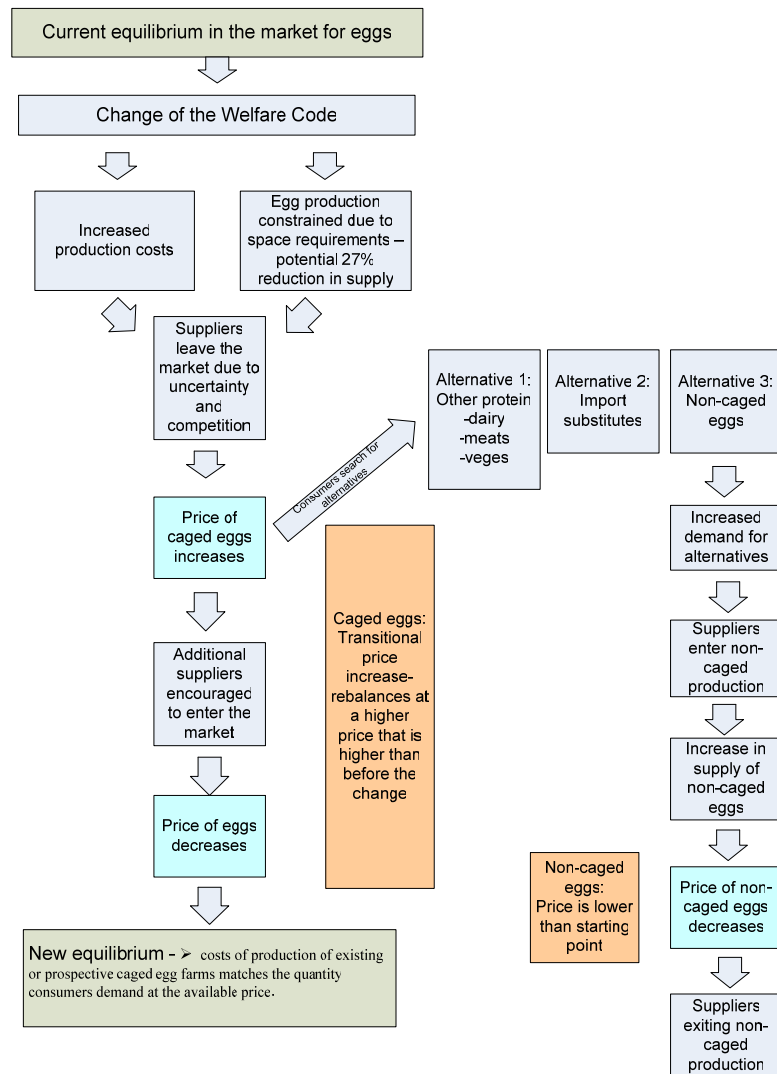 Current equilibrium in the market for eggs
Change of the Welfare Code
Increased
production costs
Egg production
constrained due to
space requirements –
potential 27%
reduction in supply
Suppliers
leave the
market due to
uncertainty
and
competition
Consumers search for
alternatives
Alternative 1:
Other protein
-dairy
-meats
-veges
Alternative 2:
Import
substitutes
Alternative 3:
Non-caged
eggs
Price of
caged eggs
increases
Increased
demand for
alternatives
Caged eggs:
Transitional
price
increase-
rebalances at
a higher
price that is
higher than
before the
change
Additional
suppliers
encouraged
to enter the
market
Suppliers
enter non-
caged
production
Increase in
supply of
non-caged
eggs
Price of eggs
decreases
Non-caged
eggs:
Price is lower
than starting
point
Price of non-
caged eggs
decreases
New equilibrium - ➢ costs of production of existing
or prospective caged egg farms matches the quantity
consumers demand at the available price.
Suppliers
exiting non-
caged
production